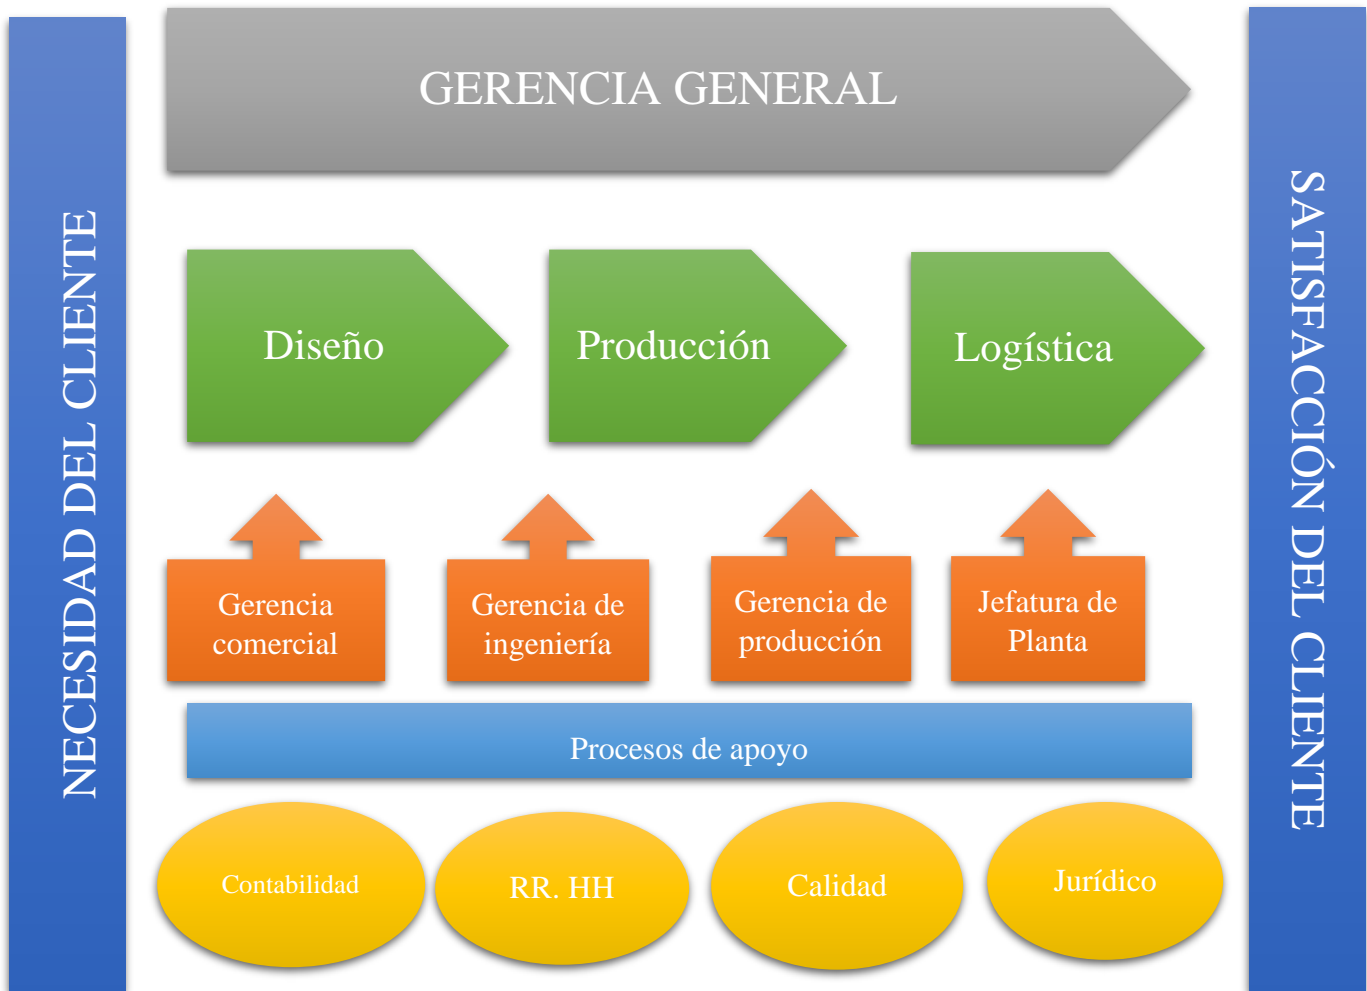 GERENCIA GENERAL
NECESIDAD DEL CLIENTE
SATISFACCIÓN DEL CLIENTE
Diseño
Producción
Logística
Gerencia
comercial
Gerencia de
ingeniería
Gerencia de
producción
Jefatura de
Planta
Procesos de apoyo
Contabilidad
RR. HH
Calidad
Jurídico